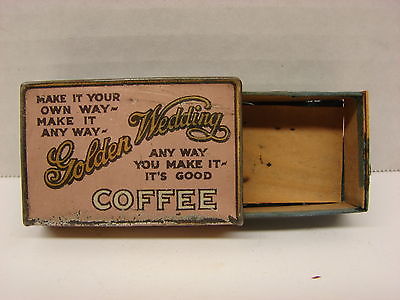 MAKE IT YOUR
OWN WAY~
MAKE IT
ANY WAY~
Golden Wedding
ANY WAY
YOU MAKE IT~
IT'S GOOD
COFFEE